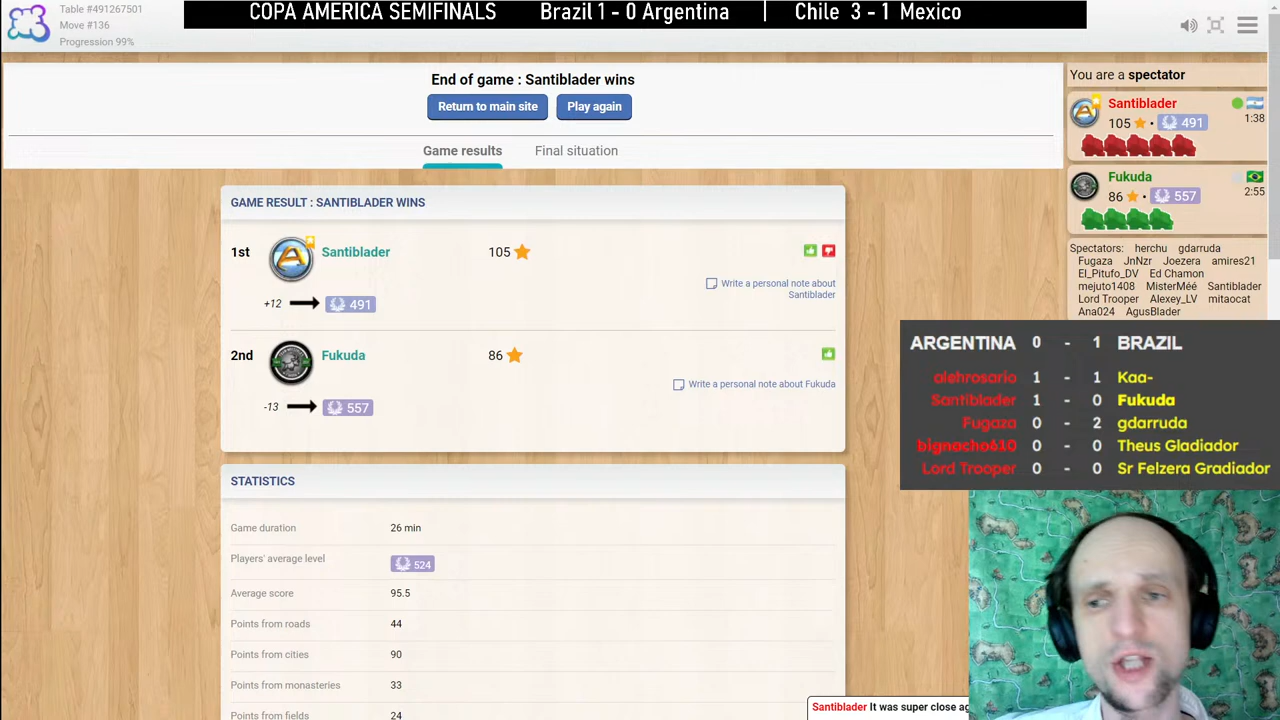 Table #491267501
Move #136
Progression 99%
COPA AMERICA SEMIFINALS Brazil 1 - 0 Argentina | Chile 3 - 1 Mexico
End of game : Santiblader wins
Return to main site Play again
Game results Final situation
GAME RESULT : SANTIBLADER WINS
1st Santiblader 105
Write a personal note about
Santiblader
+12 491
2nd Fukuda 86
Write a personal note about Fukuda
-13 557
STATISTICS
Game duration 26 min
Players' average level 524
Average score 95.5
Points from roads 44
Points from cities 90
Points from monasteries 33
Points from fields 24
You are a spectator
Santiblader
105 • 491 1:38
Fukuda
86 • 557 2:55
Spectators: herchu gdarruda
Fugaza JnNzr Joezera amires21
El_Pitufo_DV Ed Chamon
mejuto1408 MisterMéé Santiblader
Lord Trooper Alexey_LV mitaocat
Ana024 AgusBlader
ARGENTINA 0 - 1 BRAZIL
alehrosario 1 - 1 Kaa-
Santiblader 1 - 0 Fukuda
Fugaza 0 - 2 gdarruda
bignacho610 0 - 0 Theus Gladiador
Lord Trooper 0 - 0 Sr Felzera Gradiador
Santiblader It was super close ag